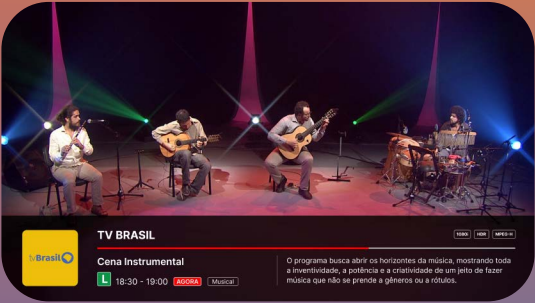 TV BRASIL
1080i HDR MPEG-H
tvBrasil
Cena Instrumental
L 18:30 - 19:00 AGORA Musical
O programa busca abrir os horizontes da música, mostrando toda
a inventividade, a potência e a criatividade de um jeito de fazer
música que não se prende a gêneros ou a rótulos.